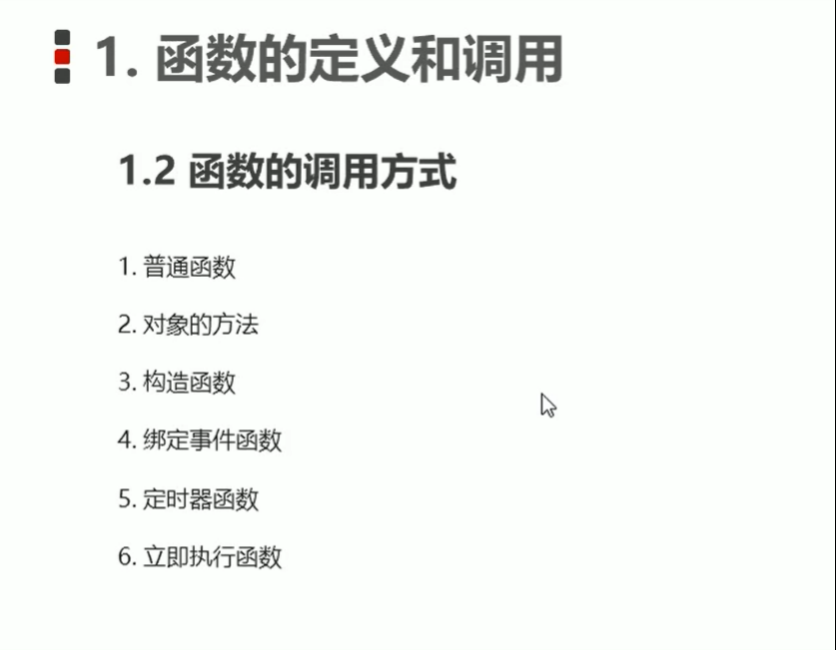 1. 函数的定义和调用
1.2 函数的调用方式
1. 普通函数
2. 对象的方法
3. 构造函数
4. 绑定事件函数
5. 定时器函数
6. 立即执行函数